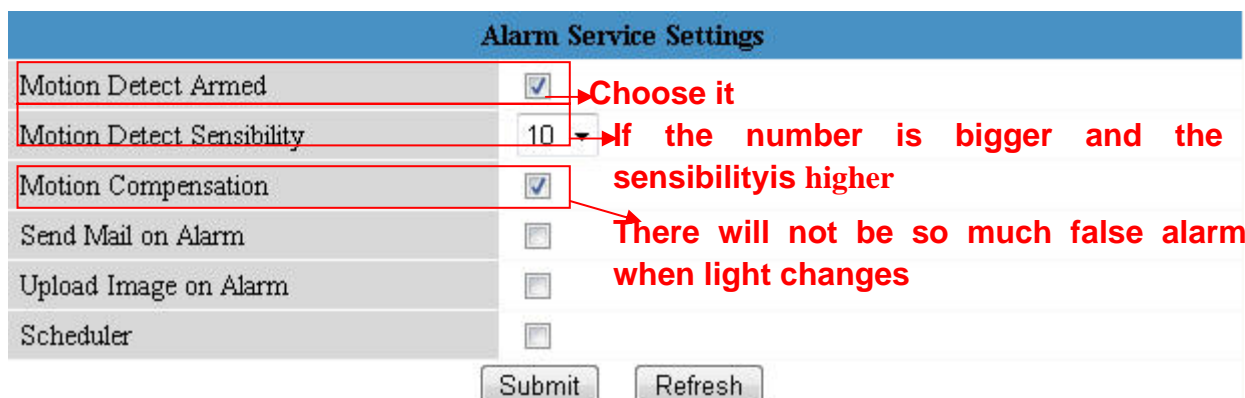 Alarm Service Settings
Motion Detect Armed
Choose it
Motion Detect Sensibility 10
If the number is bigger and the
sensibilityis higher
Motion Compensation
There will not be so much false alarm
when light changes
Send Mail on Alarm
Upload Image on Alarm
Scheduler
Submit Refresh